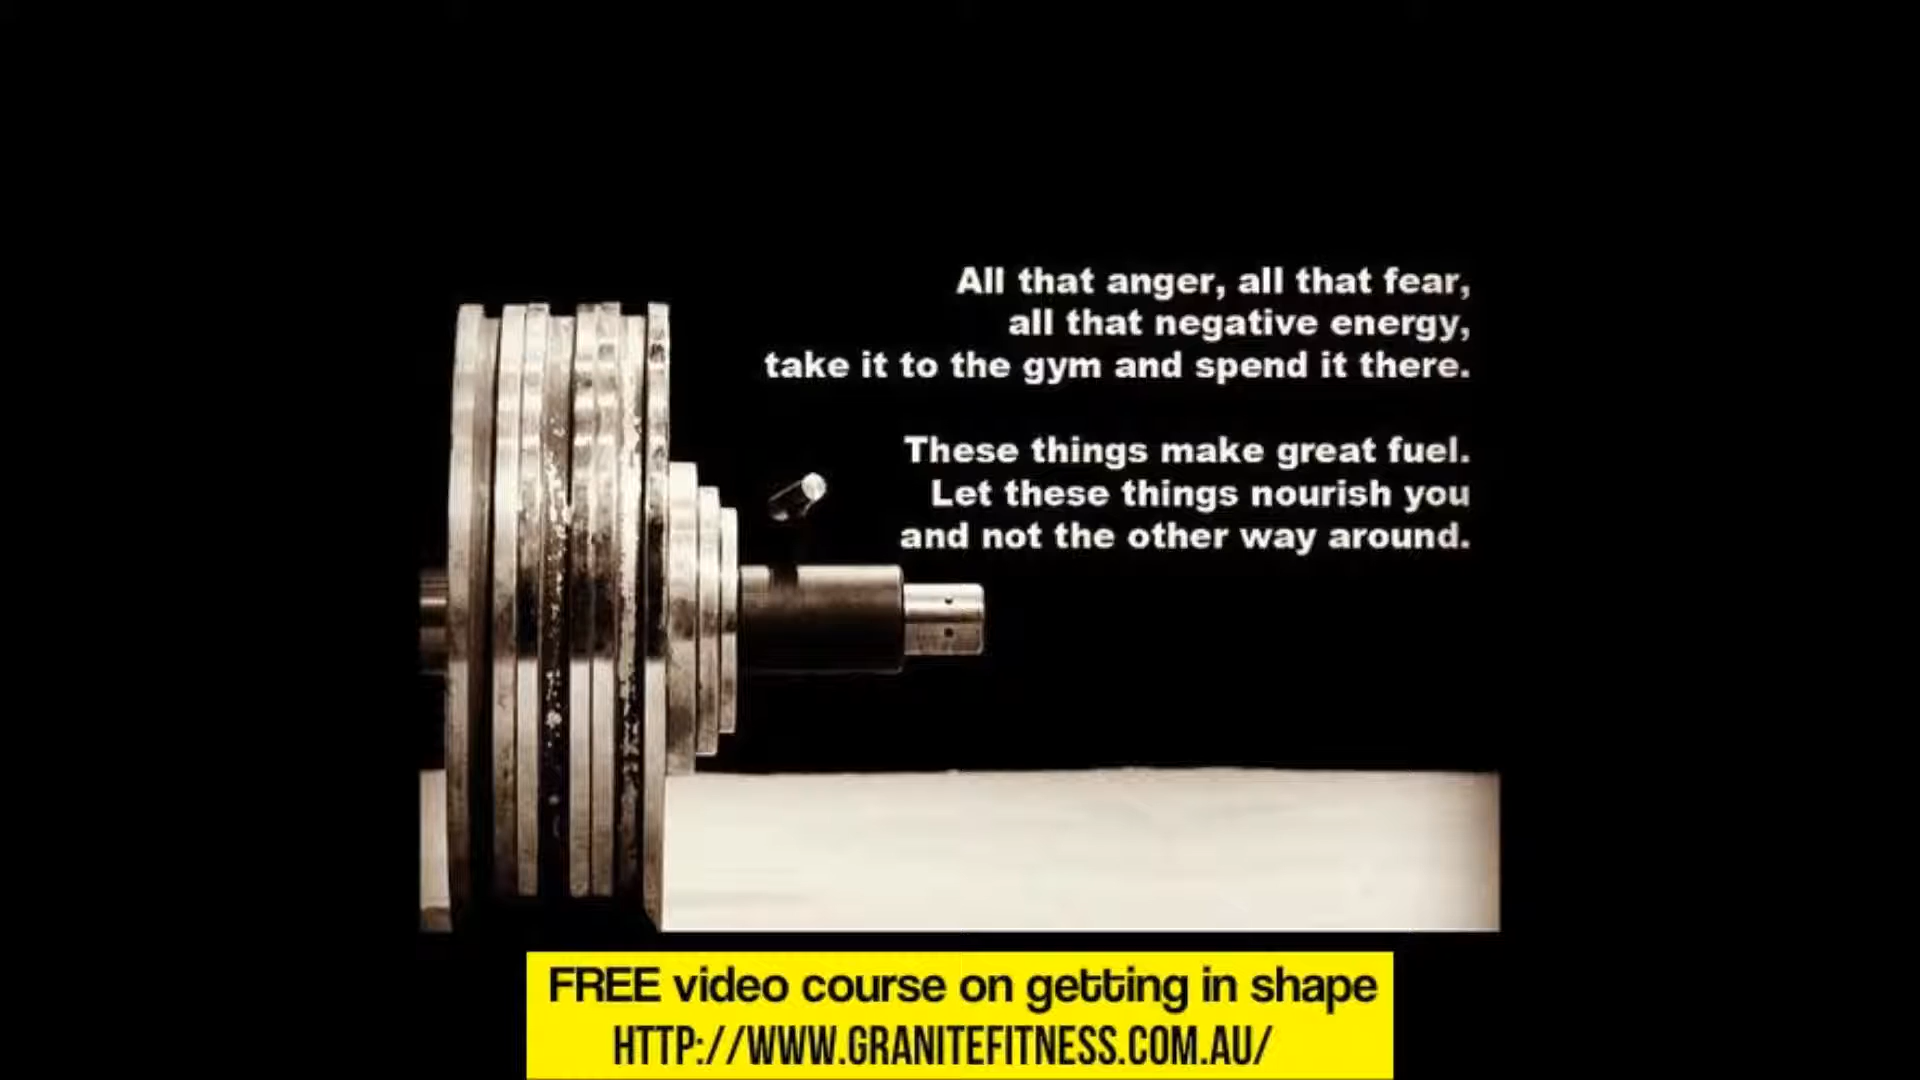 All that anger, all that fear,
all that negative energy,
take it to the gym and spend it there.
These things make great fuel.
Let these things nourish you
and not the other way around.
FREE video course on getting in shape
HTTP://WWW.GRANITEFITNESS.COM.AU/